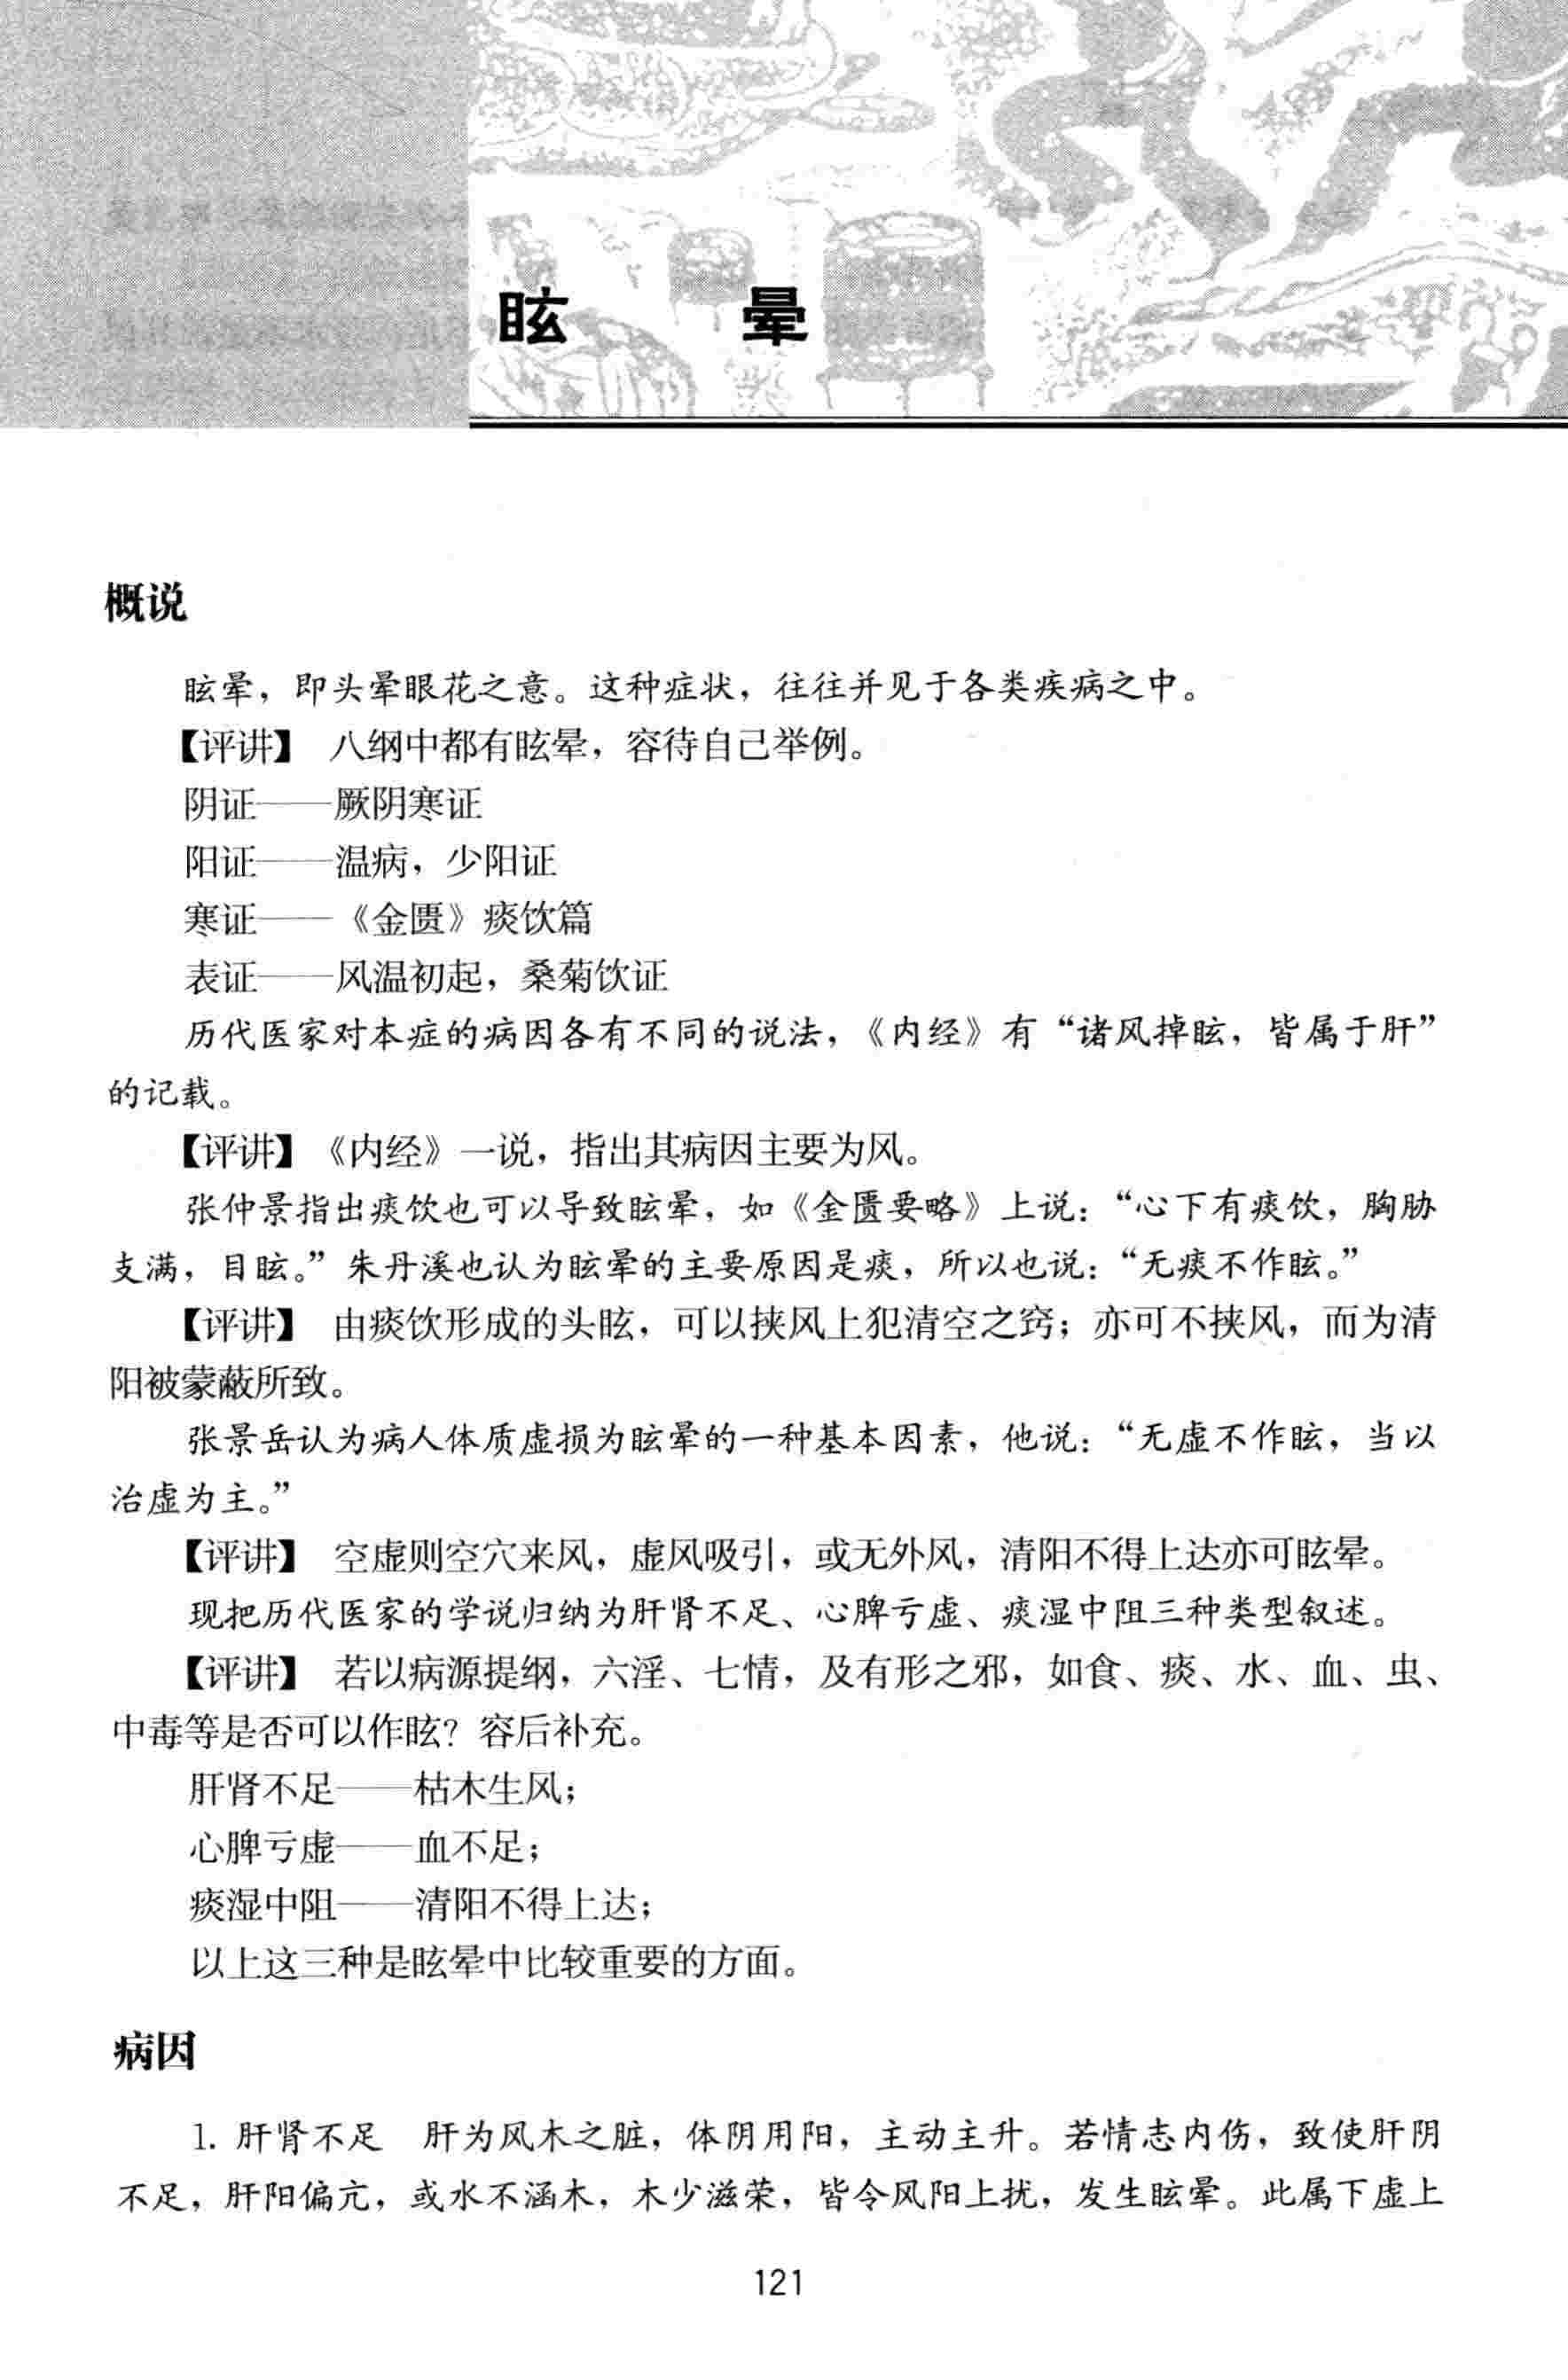 眩 晕
概说
眩晕，即头晕眼花之意。这种症状，往往并见于各类疾病之中。
【评讲】 八纲中都有眩晕，容待自己举例。
阴证——厥阴寒证
阳证——温病，少阳证
寒证——《金匮》痰饮篇
表证——风温初起，桑菊饮证
历代医家对本症的病因各有不同的说法，《内经》有“诸风掉眩，皆属于肝”
的记载。
【评讲】《内经》一说，指出其病因主要为风。
张仲景指出痰饮也可以导致眩晕，如《金匮要略》上说：“心下有痰饮，胸胁
支满，目眩。”朱丹溪也认为眩晕的主要原因是痰，所以也说：“无痰不作眩。”
【评讲】 由痰饮形成的头眩，可以挟风上犯清空之窍；亦可不挟风，而为清
阳被蒙蔽所致。
张景岳认为病人体质虚损为眩晕的一种基本因素，他说：“无虚不作眩，当以
治虚为主。”
【评讲】 空虚则空穴来风，虚风吸引，或无外风，清阳不得上达亦可眩晕。
现把历代医家的学说归纳为肝肾不足、心脾亏虚、痰湿中阻三种类型叙述。
【评讲】 若以病源提纲，六淫、七情，及有形之邪，如食、痰、水、血、虫、
中毒等是否可以作眩？容后补充。
肝肾不足——枯木生风；
心脾亏虚——血不足；
痰湿中阻——清阳不得上达；
以上这三种是眩晕中比较重要的方面。
病因
1. 肝肾不足 肝为风木之脏，体阴用阳，主动主升。若情志内伤，致使肝阴
不足，肝阳偏亢，或水不涵木，木少滋荣，皆令风阳上扰，发生眩晕。此属下虚上
121